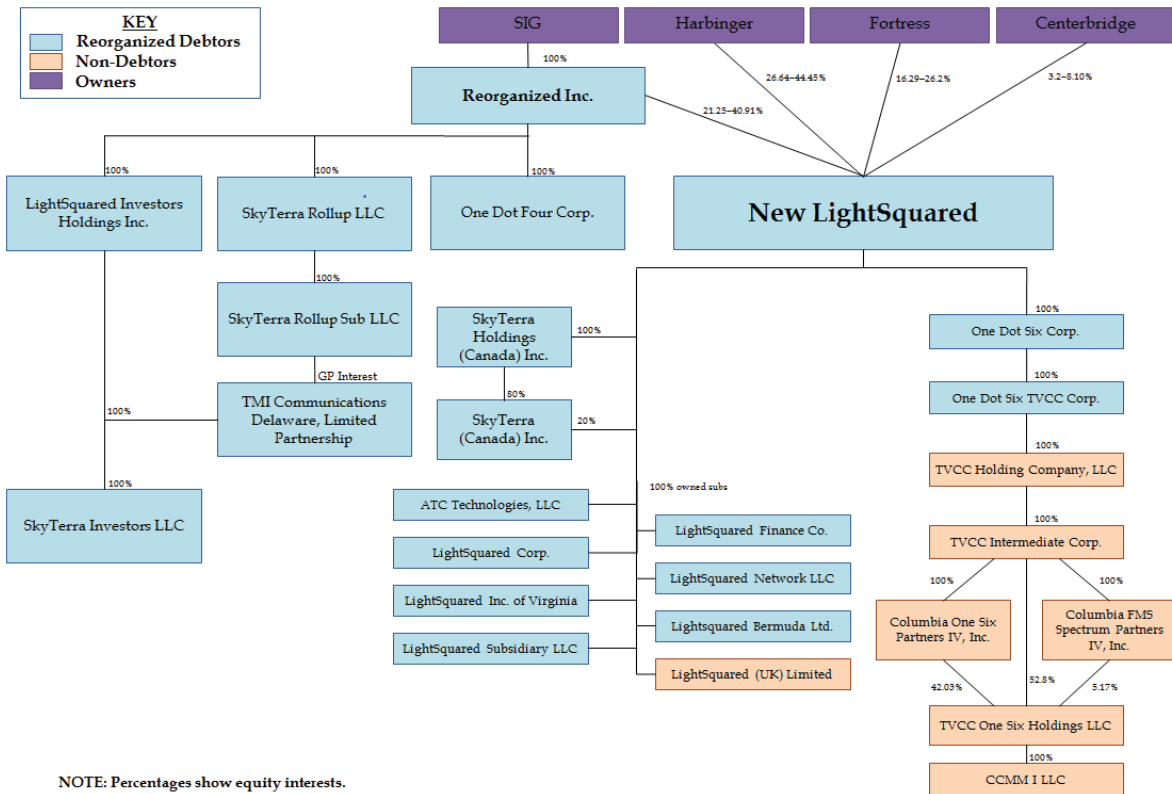 KEY
Reorganized Debtors
Non-Debtors
Owners
SIG
Harbinger
Fortress
Centerbridge
100%
26.64–44.45%
16.29–26.2%
3.2–8.10%
Reorganized Inc.
21.25–40.91%
100%
100%
100%
LightSquared Investors
Holdings Inc.
SkyTerra Rollup LLC
One Dot Four Corp.
New LightSquared
100%
SkyTerra Rollup Sub LLC
GP Interest
100%
TMI Communications
Delaware, Limited
Partnership
100%
SkyTerra Investors LLC
SkyTerra
Holdings
(Canada) Inc.
100%
80%
SkyTerra
(Canada) Inc.
20%
100% owned subs
ATC Technologies, LLC
LightSquared Finance Co.
LightSquared Corp.
LightSquared Network LLC
LightSquared Inc. of Virginia
Lightsquared Bermuda Ltd.
LightSquared Subsidiary LLC
LightSquared (UK) Limited
100%
One Dot Six Corp.
100%
One Dot Six TVCC Corp.
100%
TVCC Holding Company, LLC
100%
TVCC Intermediate Corp.
100%
100%
Columbia One Six
Partners IV, Inc.
Columbia FMS
Spectrum Partners
IV, Inc.
42.03%
52.8%
5.17%
TVCC One Six Holdings LLC
100%
CCMM I LLC
NOTE: Percentages show equity interests.